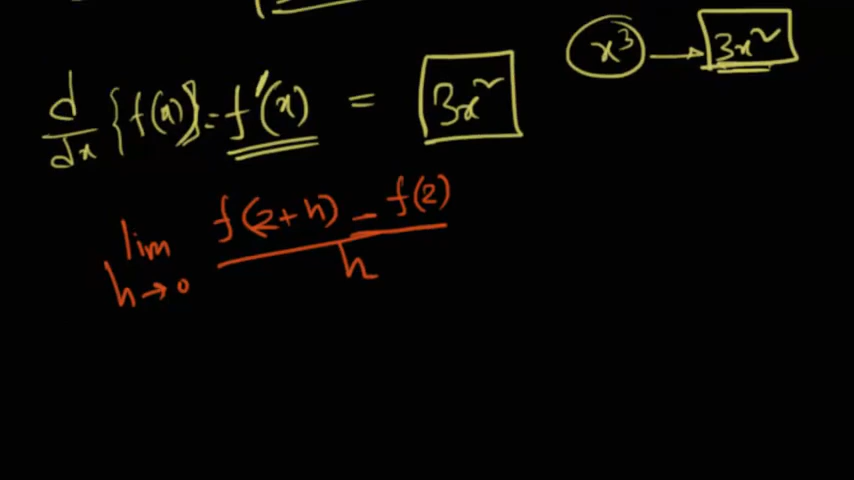 x³ → 3x²
d/dx {f(x)} = f'(x) = 3x²
lim h→0 f(2+h) - f(2) / h